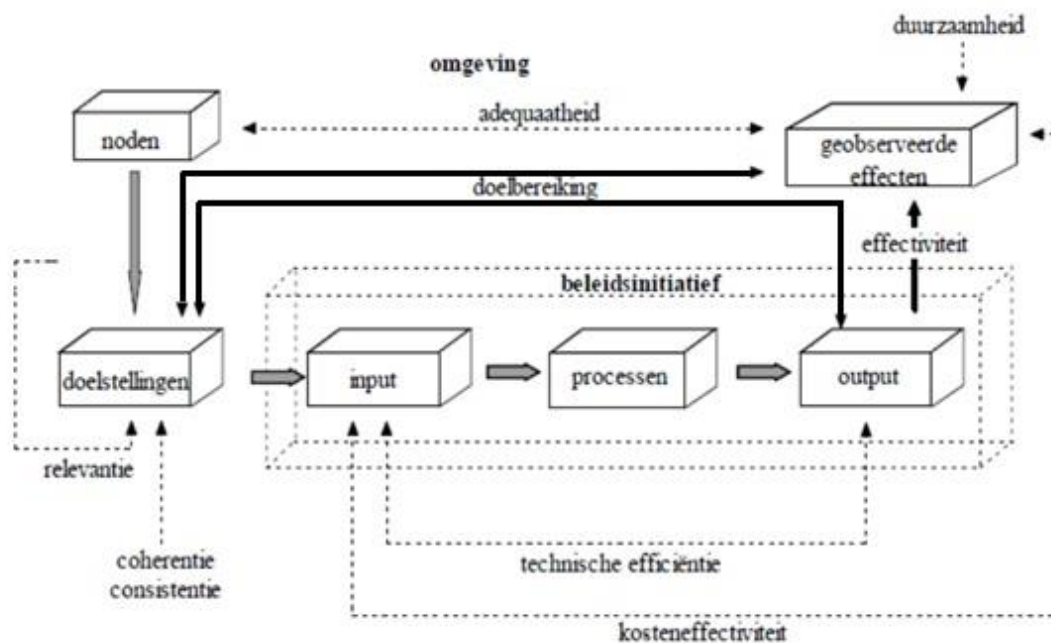 duurzaamheid
omgeving
noden
adequaatheid
geobserveerde
effecten
doelbereiking
effectiviteit
beleidsinitiatief
doelstellingen
input
processen
output
relevantie
coherentie
consistentie
technische efficiëntie
kosteneffectiviteit